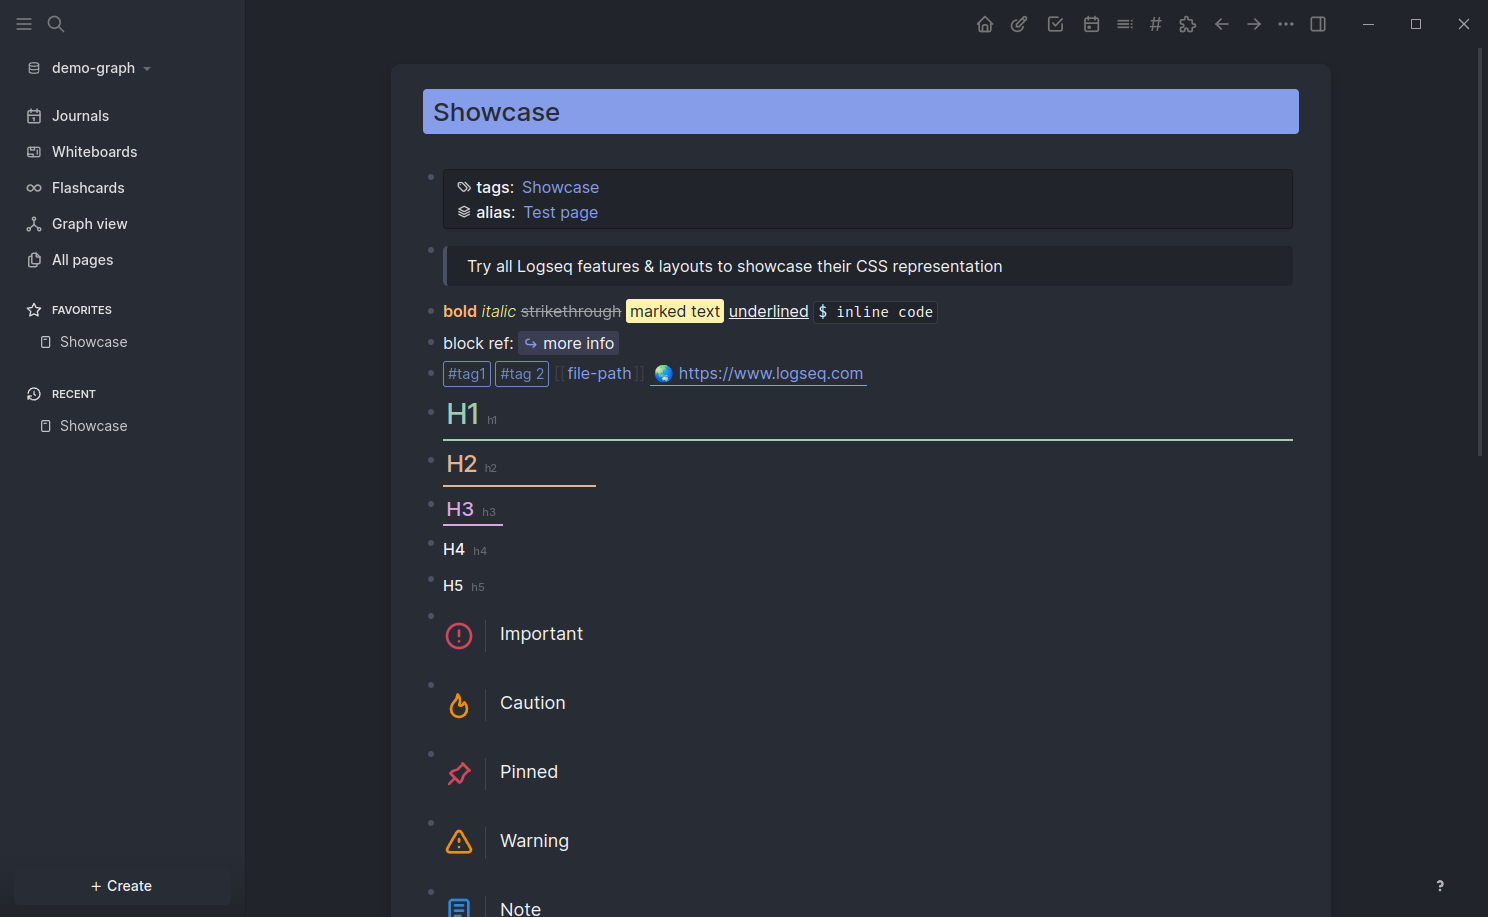 demo-graph
Journals
Whiteboards
Flashcards
Graph view
All pages
FAVORITES
Showcase
RECENT
Showcase
+ Create
#
Showcase
tags: Showcase
alias: Test page
Try all Logseq features & layouts to showcase their CSS representation
bold italic strikethrough marked text underlined $ inline code
block ref: more info
#tag1 #tag 2 [[file-path]] https://www.logseq.com
H1 h1
H2 h2
H3 h3
H4 h4
H5 h5
Important
Caution
Pinned
Warning
Note
?